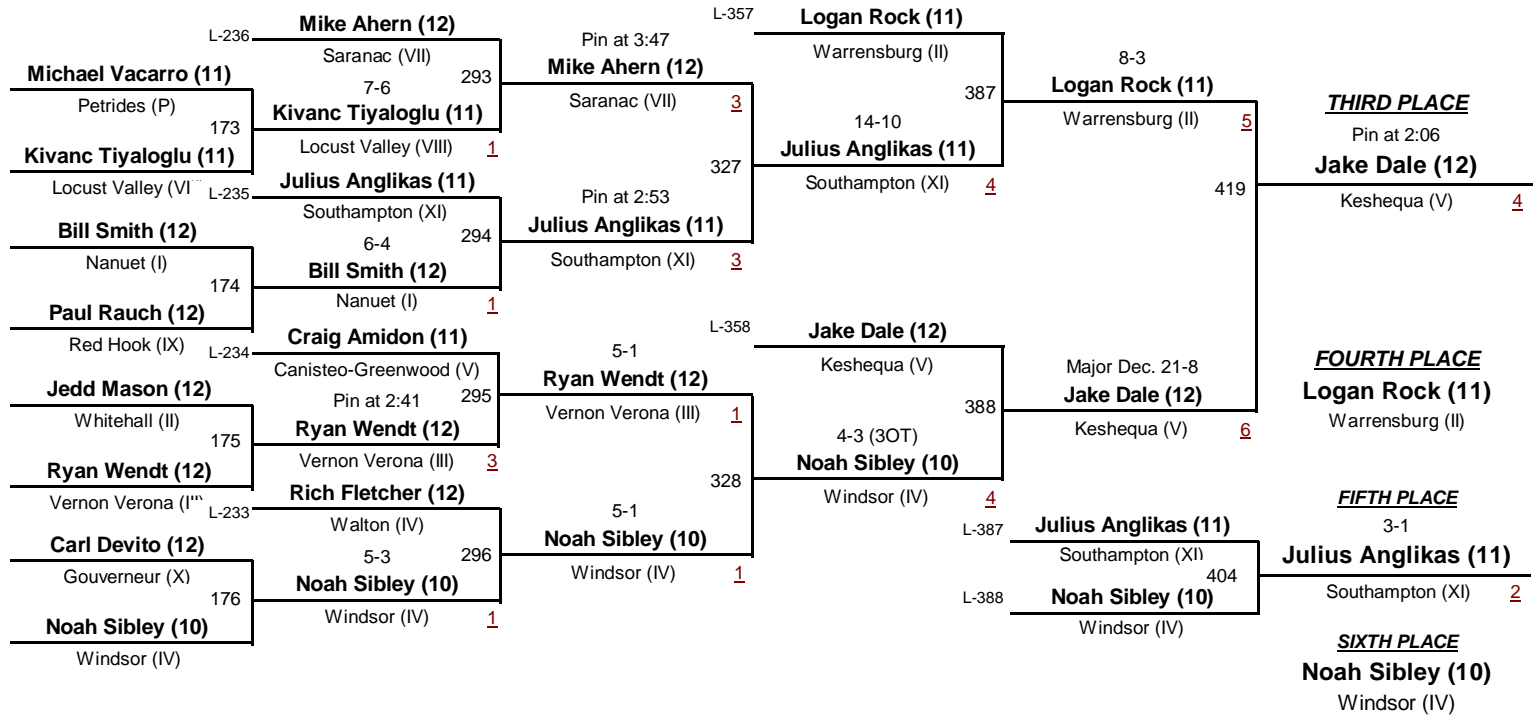 L-236
Mike Ahern (12)
Saranac (VII)
Michael Vacarro (11)
Petrides (P)
173
7-6
293
Kivanc Tiyaloglu (11)
Kivanc Tiyaloglu (11)
Locust Valley (VIII)
1
Locust Valley
L-235
Julius Anglikas (11)
Southampton (XI)
Bill Smith (12)
Nanuet (I)
174
6-4
294
Bill Smith (12)
Nanuet (I)
1
Paul Rauch (12)
Red Hook (IX)
L-234
Craig Amidon (11)
Canisteo-Greenwood (V)
Jedd Mason (12)
Whitehall (II)
175
Pin at 2:41
295
Ryan Wendt (12)
Vernon Verona (III)
3
Ryan Wendt (12)
Vernon Verona
L-233
Rich Fletcher (12)
Walton (IV)
Carl Devito (12)
Gouverneur (X)
176
5-3
296
Noah Sibley (10)
Windsor (IV)
1
Noah Sibley (10)
Windsor (IV)
Pin at 3:47
Mike Ahern (12)
Saranac (VII)
3
327
Pin at 2:53
Julius Anglikas (11)
Southampton (XI)
3
5-1
Ryan Wendt (12)
Vernon Verona (III)
1
328
5-1
Noah Sibley (10)
Windsor (IV)
1
L-357
Logan Rock (11)
Warrensburg (II)
387
14-10
Julius Anglikas (11)
Southampton (XI)
4
L-358
Jake Dale (12)
Keshequa (V)
388
4-3 (3OT)
Noah Sibley (10)
Windsor (IV)
4
8-3
Logan Rock (11)
Warrensburg (II)
5
419
Major Dec. 21-8
Jake Dale (12)
Keshequa (V)
6
L-387
Julius Anglikas (11)
Southampton (XI)
404
L-388
Noah Sibley (10)
Windsor (IV)
THIRD PLACE
Pin at 2:06
Jake Dale (12)
Keshequa (V)
4
FOURTH PLACE
Logan Rock (11)
Warrensburg (II)
FIFTH PLACE
3-1
Julius Anglikas (11)
Southampton (XI)
2
SIXTH PLACE
Noah Sibley (10)
Windsor (IV)